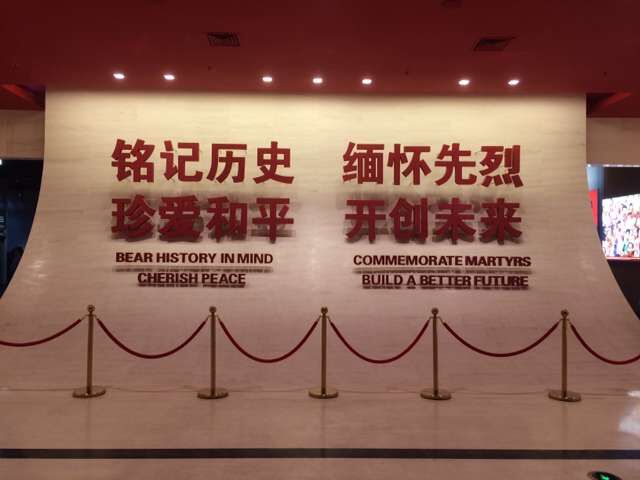 铭记历史 缅怀先烈
珍爱和平 开创未来
BEAR HISTORY IN MIND
CHERISH PEACE
COMMEMORATE MARTYRS
BUILD A BETTER FUTURE